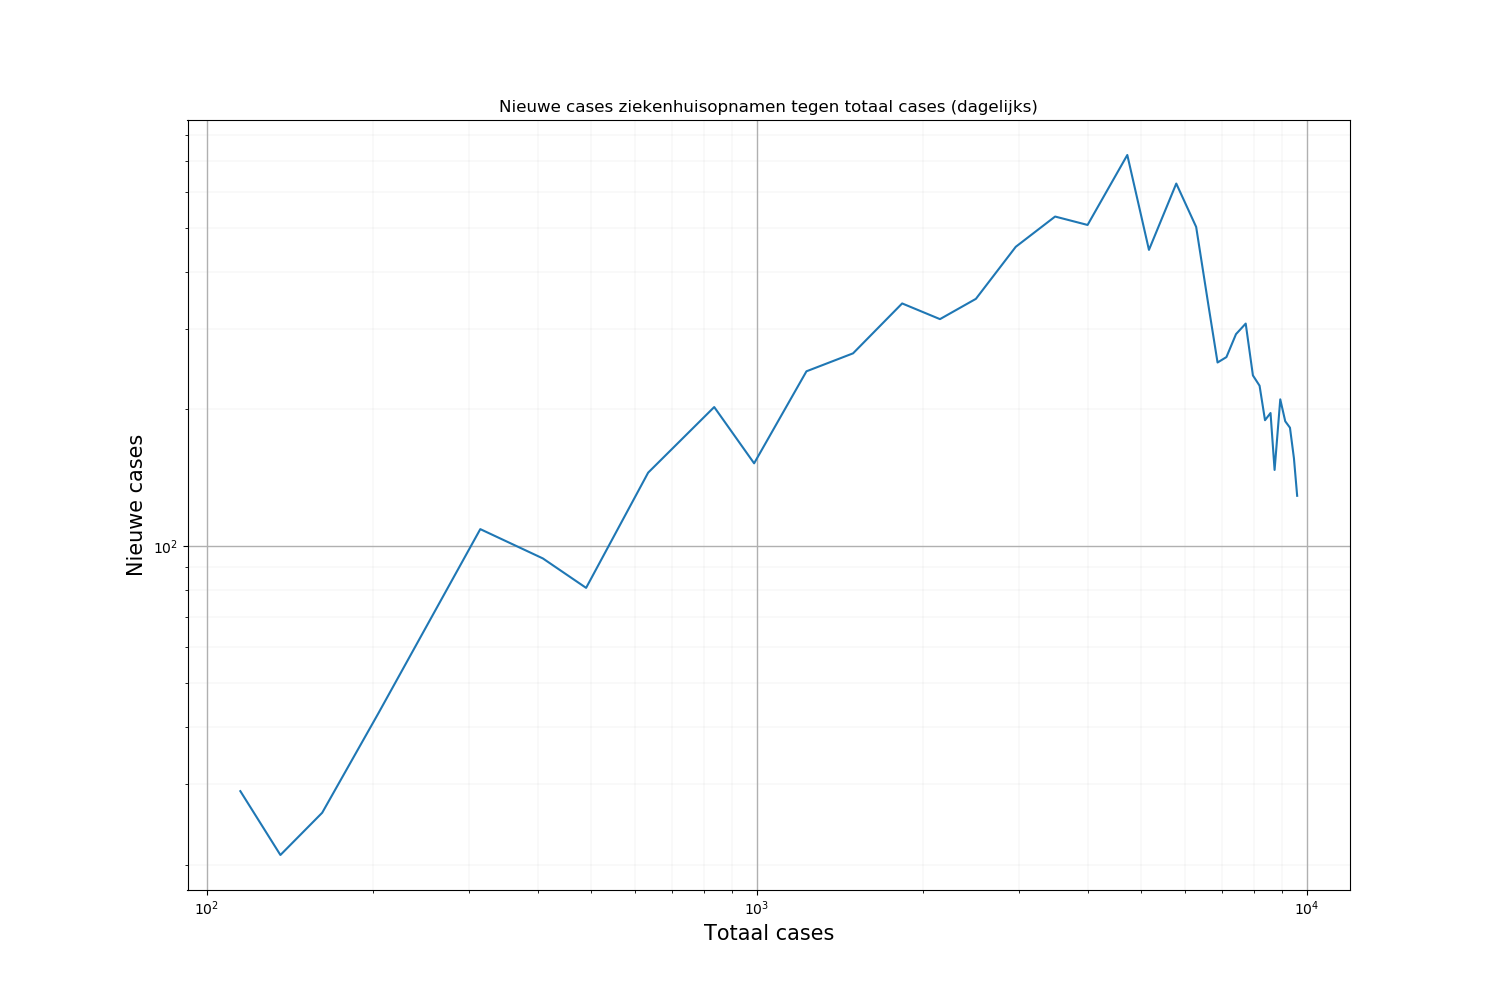 Nieuwe cases ziekenhuisopnamen tegen totaal cases (dagelijks)
Nieuwe cases
10²
10² 10³ 10⁴
Totaal cases